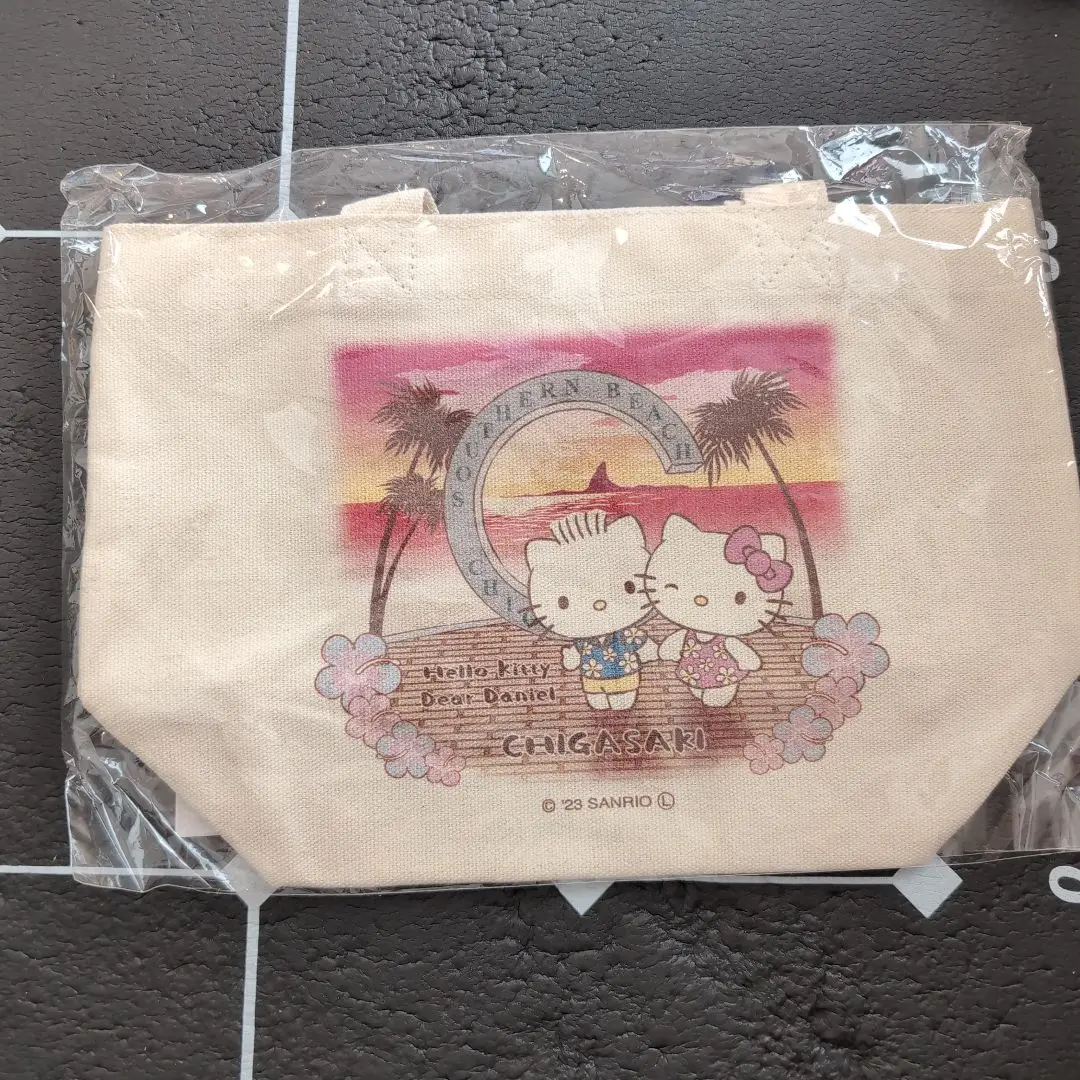 SOUTHERN BEACH
CHIG
Hello Kitty
Dear Daniel
CHIGASAKI
© '23 SANRIO Ⓛ